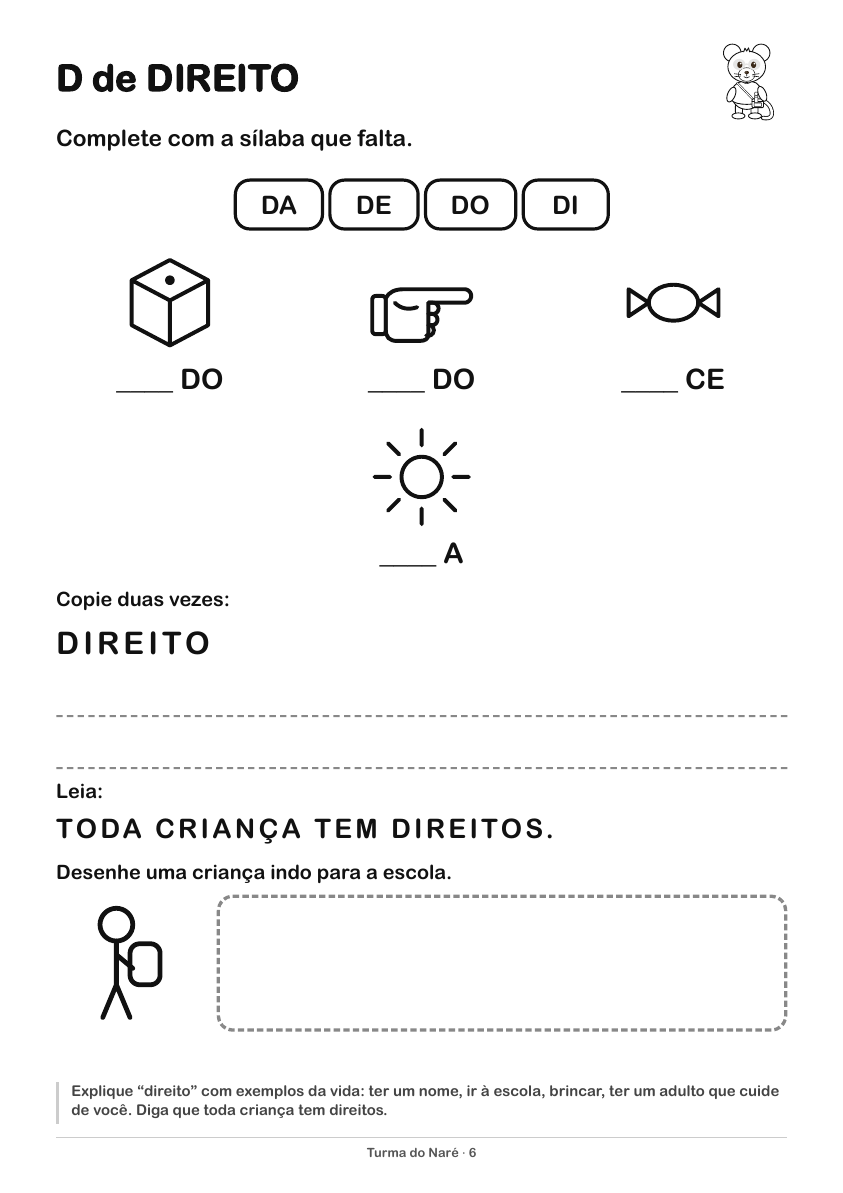 D de DIREITO
Complete com a sílaba que falta.
DA DE DO DI
____ DO ____ DO ____ CE
____ A
Copie duas vezes:
DIREITO
Leia:
TODA CRIANÇA TEM DIREITOS.
Desenhe uma criança indo para a escola.
Explique “direito” com exemplos da vida: ter um nome, ir à escola, brincar, ter um adulto que cuide
de você. Diga que toda criança tem direitos.
Turma do Naré · 6